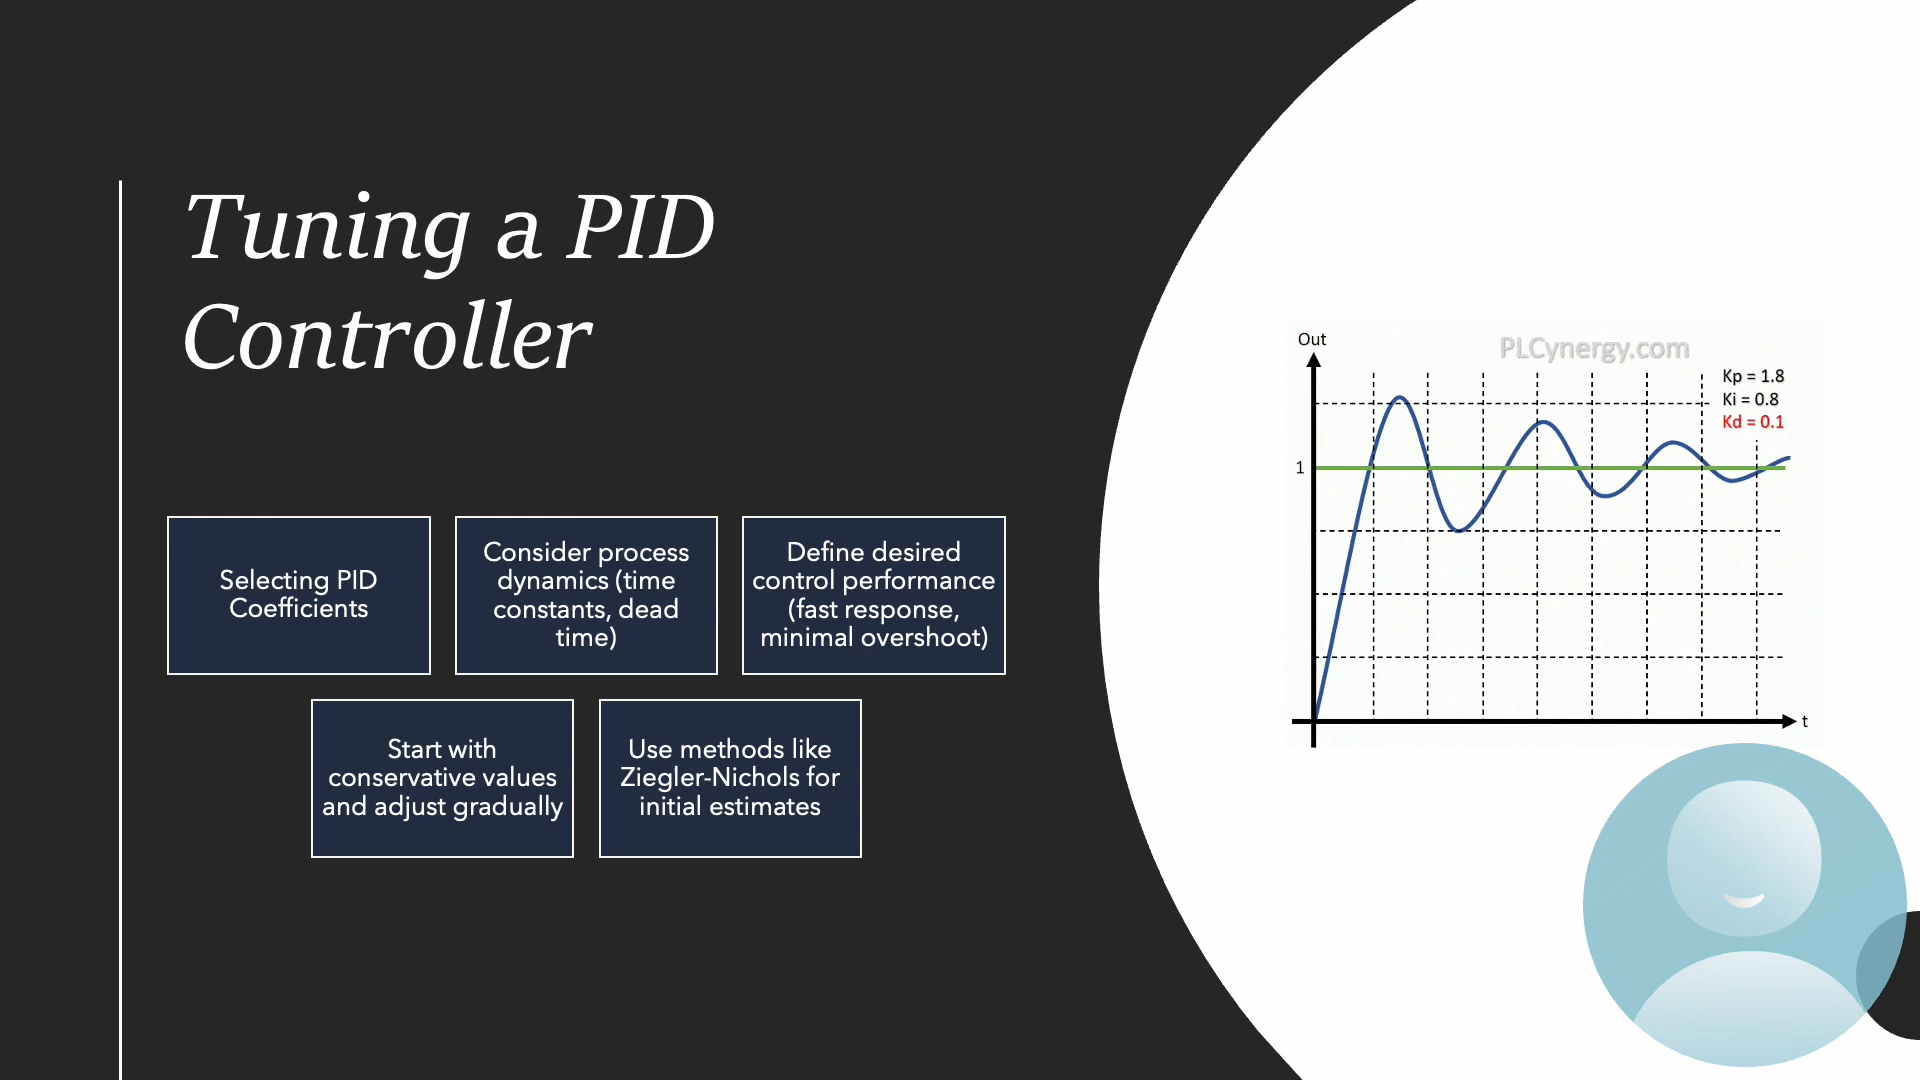 Tuning a PID
Controller
Selecting PID
Coefficients
Consider process
dynamics (time
constants, dead
time)
Define desired
control performance
(fast response,
minimal overshoot)
Start with
conservative values
and adjust gradually
Use methods like
Ziegler-Nichols for
initial estimates
Out
PLCynergy.com
Kp = 1.8
Ki = 0.8
Kd = 0.1
1
t